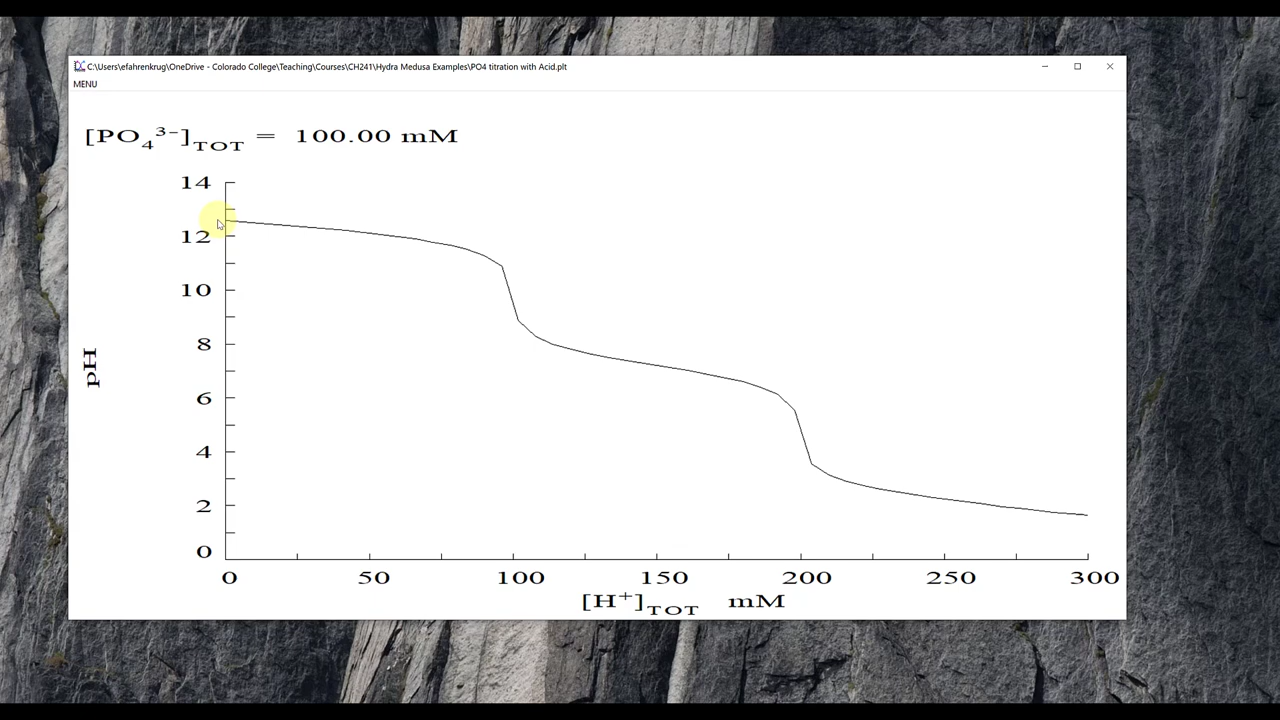 C:\Users\efahrenkrug\OneDrive - Colorado College\Teaching\Courses\CH241\Hydra Medusa Examples\PO4 titration with Acid.plt
MENU
[PO₄³⁻]TOT = 100.00 mM
14
12
10
8
6
4
2
0
pH
0 50 100 150 200 250 300
[H⁺]TOT mM